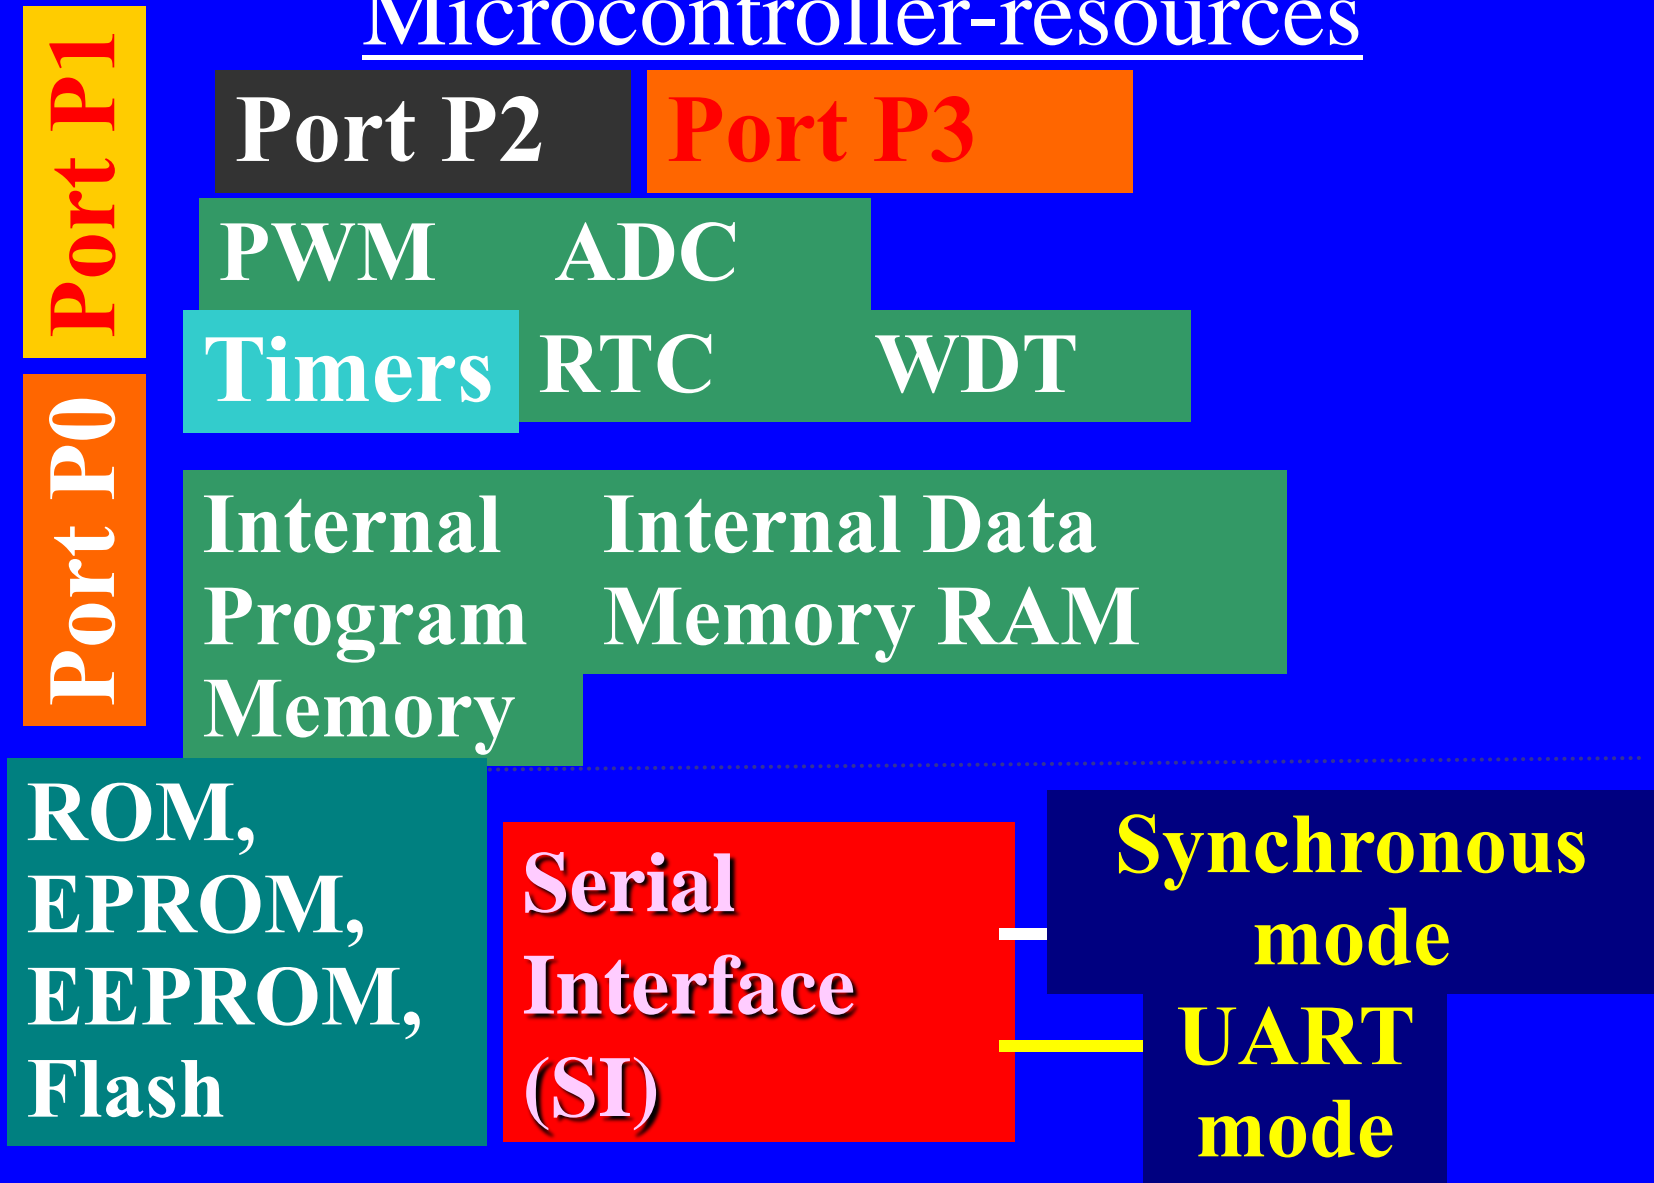 Microcontroller-resources
Port P1
Port P2
Port P3
PWM ADC
Timers
RTC WDT
Port P0
Internal
Program
Memory
Internal Data
Memory RAM
ROM,
EPROM,
EEPROM,
Flash
Serial
Interface
(SI)
Synchronous
mode
UART
mode